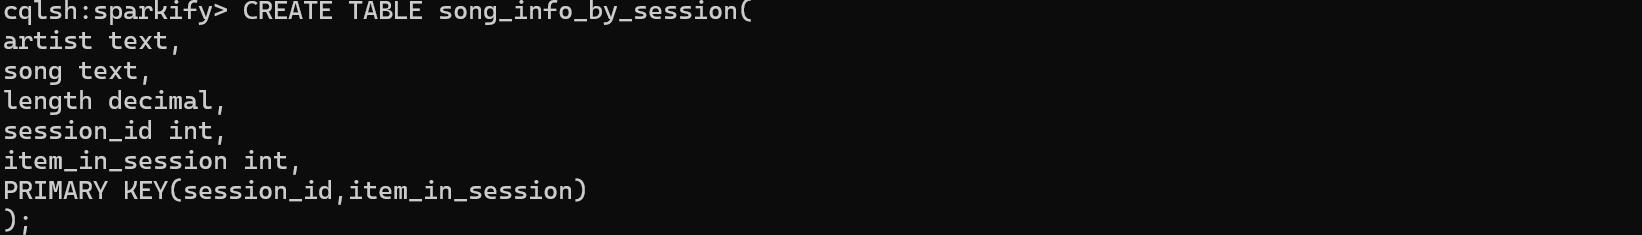 cqlsh:sparkify> CREATE TABLE song_info_by_session(
artist text,
song text,
length decimal,
session_id int,
item_in_session int,
PRIMARY KEY(session_id,item_in_session)
);